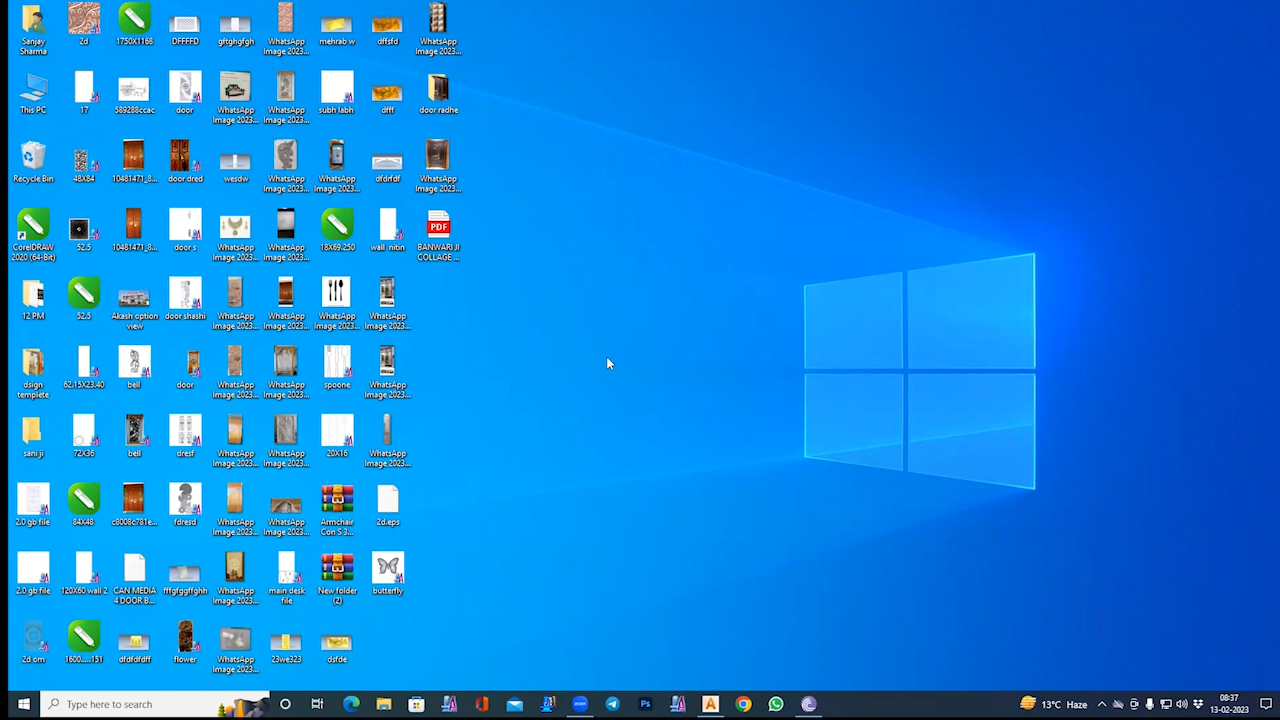 Sanjay
Sharma
2d
1750X1168
DFFFFD
gftghgfgh
WhatsApp
Image 2023...
mehrab w
dffsfd
WhatsApp
Image 2023...
This PC
17
589288ccac
door
WhatsApp
Image 2023...
WhatsApp
Image 2023...
subh labh
dfff
door radhe
Recycle Bin
48X84
10481471_8...
door dred
wesdw
WhatsApp
Image 2023...
WhatsApp
Image 2023...
dfdrfdf
WhatsApp
Image 2023...
CorelDRAW
2020 (64-Bit)
52.5
10481471_8...
door s
WhatsApp
Image 2023...
WhatsApp
Image 2023...
18X69.250
wall nitin
PDF
BANWARI JI
COLLAGE ...
12 PM
52.5
Akash option
view
door shashi
WhatsApp
Image 2023...
WhatsApp
Image 2023...
WhatsApp
Image 2023...
WhatsApp
Image 2023...
dsign
templete
62.15X23.40
bell
door
WhatsApp
Image 2023...
WhatsApp
Image 2023...
spoone
WhatsApp
Image 2023...
sani ji
72X36
bell
dresf
WhatsApp
Image 2023...
WhatsApp
Image 2023...
20X16
WhatsApp
Image 2023...
2.0 gb file
84X48
c8008c781e...
fdresd
WhatsApp
Image 2023...
WhatsApp
Image 2023...
Armchair
Con S 3...
2d.eps
2.0 gb file
120X60 wall 2
CAN MEDIA
4 DOOR B...
fffgfggffghh
WhatsApp
Image 2023...
main desk
file
New folder
(2)
butterfly
2d om
1600.....151
dfdfdfdff
flower
WhatsApp
Image 2023...
23we323
dsfde
Type here to search
zoom
Ps
13°C Haze
08:37
13-02-2023